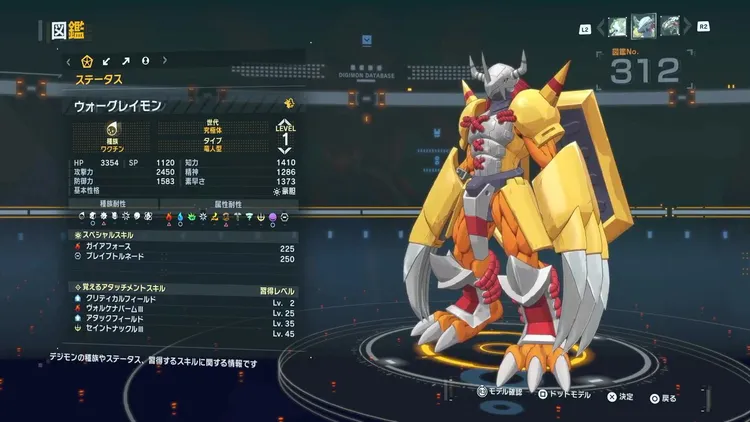 図鑑
L2
R2
図鑑No.
312
DIGIMON DATABASE
ステータス
ウォーグレイモン
種族
ワクチン
世代
究極体
タイプ
竜人型
LEVEL
1
HP 3354 SP 1120 知力 1410
攻撃力 2450 精神 1286
防御力 1583 素早さ 1373
基本性格 豪胆
種族耐性 属性耐性
スペシャルスキル
ガイアフォース 225
ブレイブトルネード 250
覚えるアタッチメントスキル 習得レベル
クリティカルフィールド Lv. 2
ヴォルケナパームIII Lv. 25
アタックフィールド Lv. 35
セイントナックルIII Lv. 45
デジモンの種族やステータス、習得するスキルに関する情報です
モデル確認 ドットモデル 決定 戻る